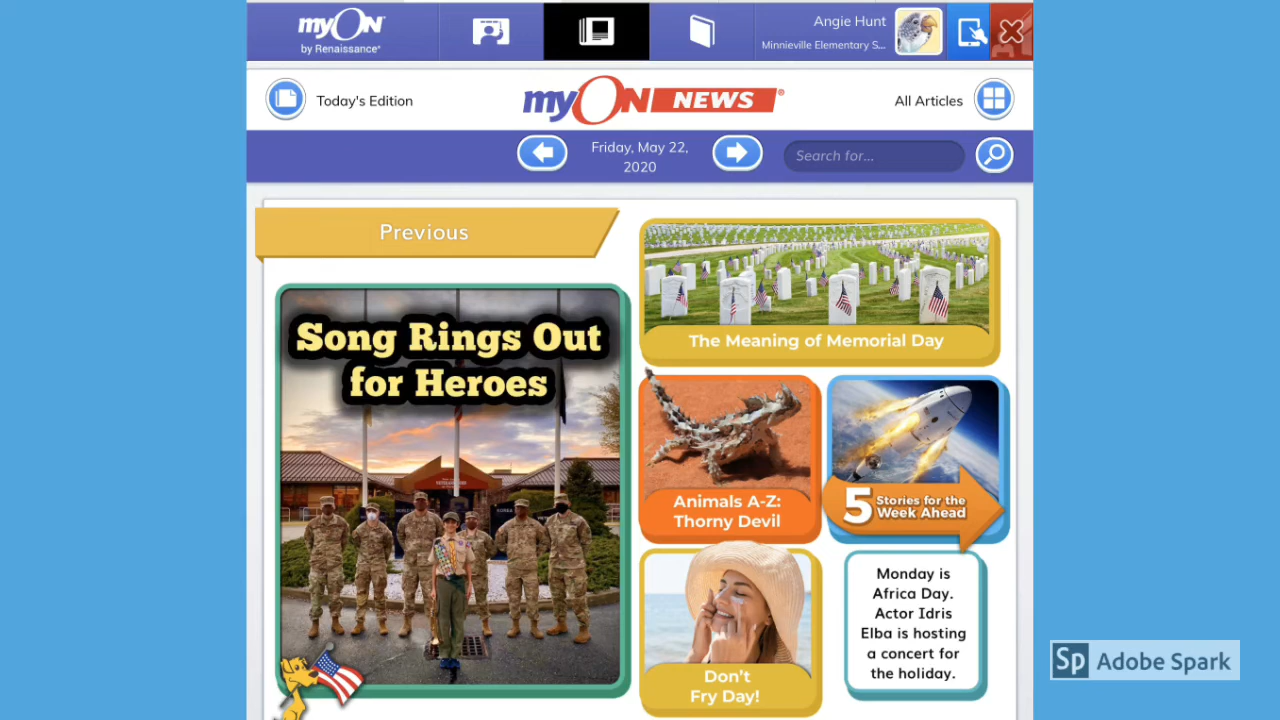 myON
by Renaissance®
Angie Hunt
Minnieville Elementary S...
Today's Edition
myON NEWS®
All Articles
Friday, May 22,
2020
Search for...
Previous
Song Rings Out
for Heroes
The Meaning of Memorial Day
Animals A-Z:
Thorny Devil
5 Stories for the
Week Ahead
Don't
Fry Day!
Monday is
Africa Day.
Actor Idris
Elba is hosting
a concert for
the holiday.
Sp Adobe Spark